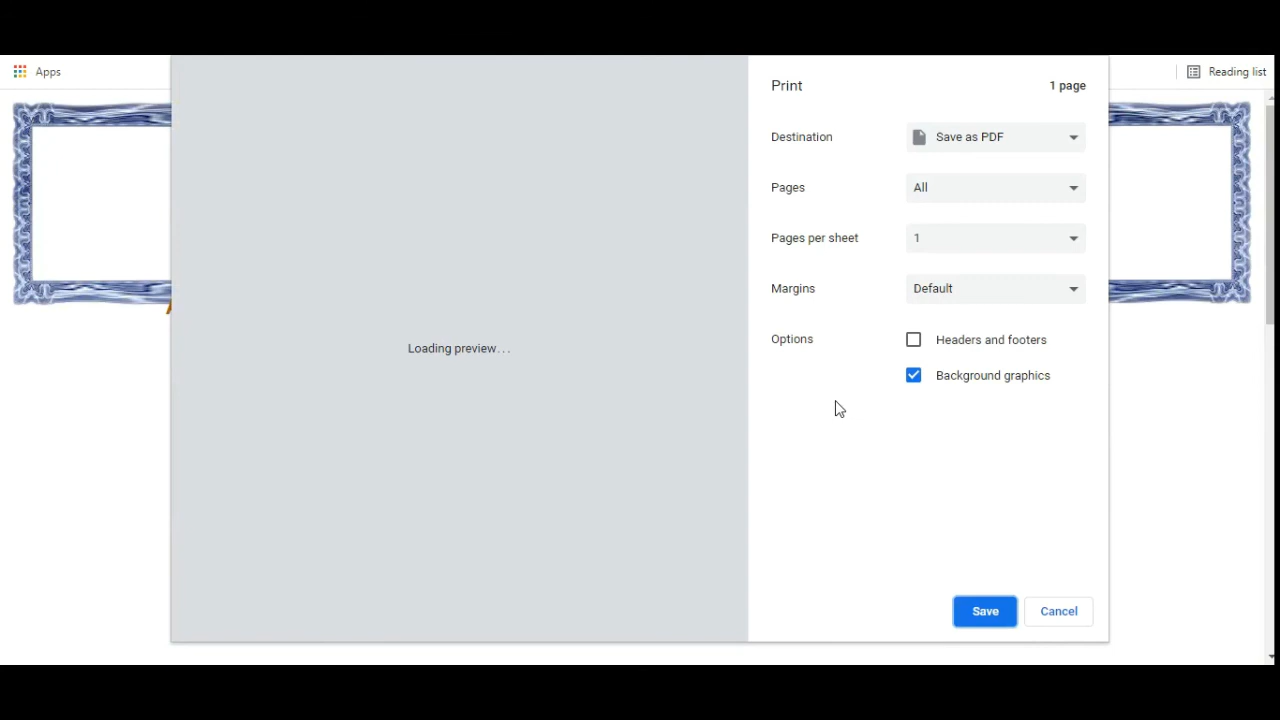 Apps
Reading list
Print
1 page
Destination
Save as PDF
Pages
All
Pages per sheet
1
Margins
Default
Loading preview...
Options
Headers and footers
Background graphics
Save
Cancel